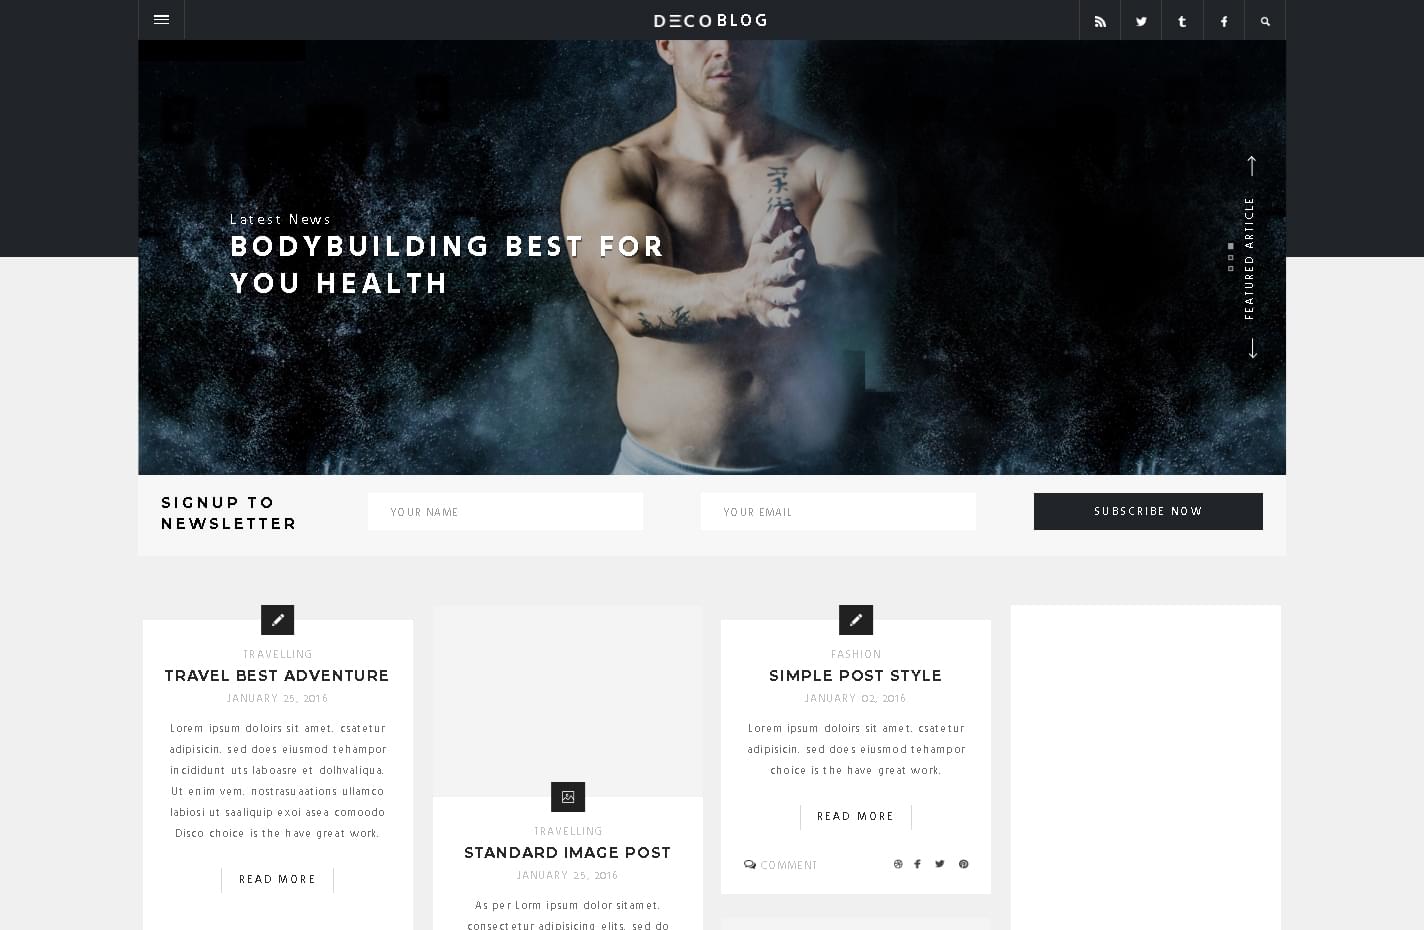 DECOBLOG
Latest News
BODYBUILDING BEST FOR
YOU HEALTH
FEATURED ARTICLE
SIGNUP TO
NEWSLETTER
YOUR NAME
YOUR EMAIL
SUBSCRIBE NOW
TRAVELLING
TRAVEL BEST ADVENTURE
JANUARY 25, 2016
Lorem ipsum doloirs sit amet, csatetur
adipisicin, sed does eiusmod tehampor
incididunt uts laboasre et dolhvaliqua.
Ut enim vem, nostrasuaations ullamco
labiosi ut saaliquip exoi asea comoodo
Disco choice is the have great work.
READ MORE
TRAVELLING
STANDARD IMAGE POST
JANUARY 25, 2016
As per Lorm ipsum dolor sitamet,
consectetur adipisicing elits, sed do
FASHION
SIMPLE POST STYLE
JANUARY 02, 2016
Lorem ipsum doloirs sit amet, csatetur
adipisicin, sed does eiusmod tehampor
choice is the have great work.
READ MORE
COMMENT